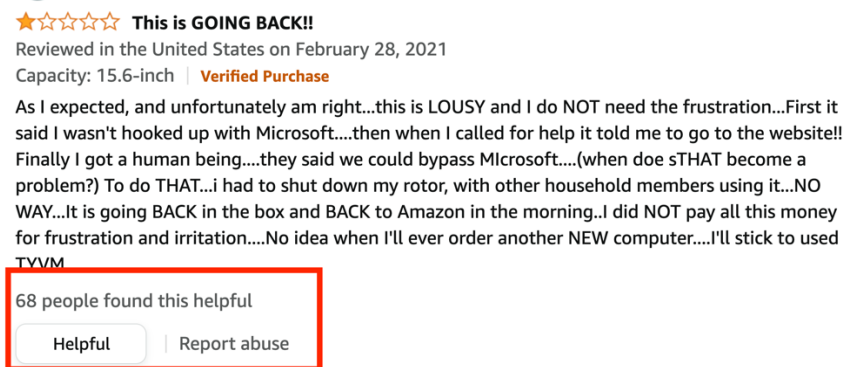 This is GOING BACK!!
Reviewed in the United States on February 28, 2021
Capacity: 15.6-inch | Verified Purchase
As I expected, and unfortunately am right...this is LOUSY and I do NOT need the frustration...First it
said I wasn't hooked up with Microsoft....then when I called for help it told me to go to the website!!
Finally I got a human being....they said we could bypass MIcrosoft....(when doe sTHAT become a
problem?) To do THAT...i had to shut down my rotor, with other household members using it...NO
WAY...It is going BACK in the box and BACK to Amazon in the morning..I did NOT pay all this money
for frustration and irritation....No idea when I'll ever order another NEW computer....I'll stick to used
TYVM
68 people found this helpful
Helpful | Report abuse